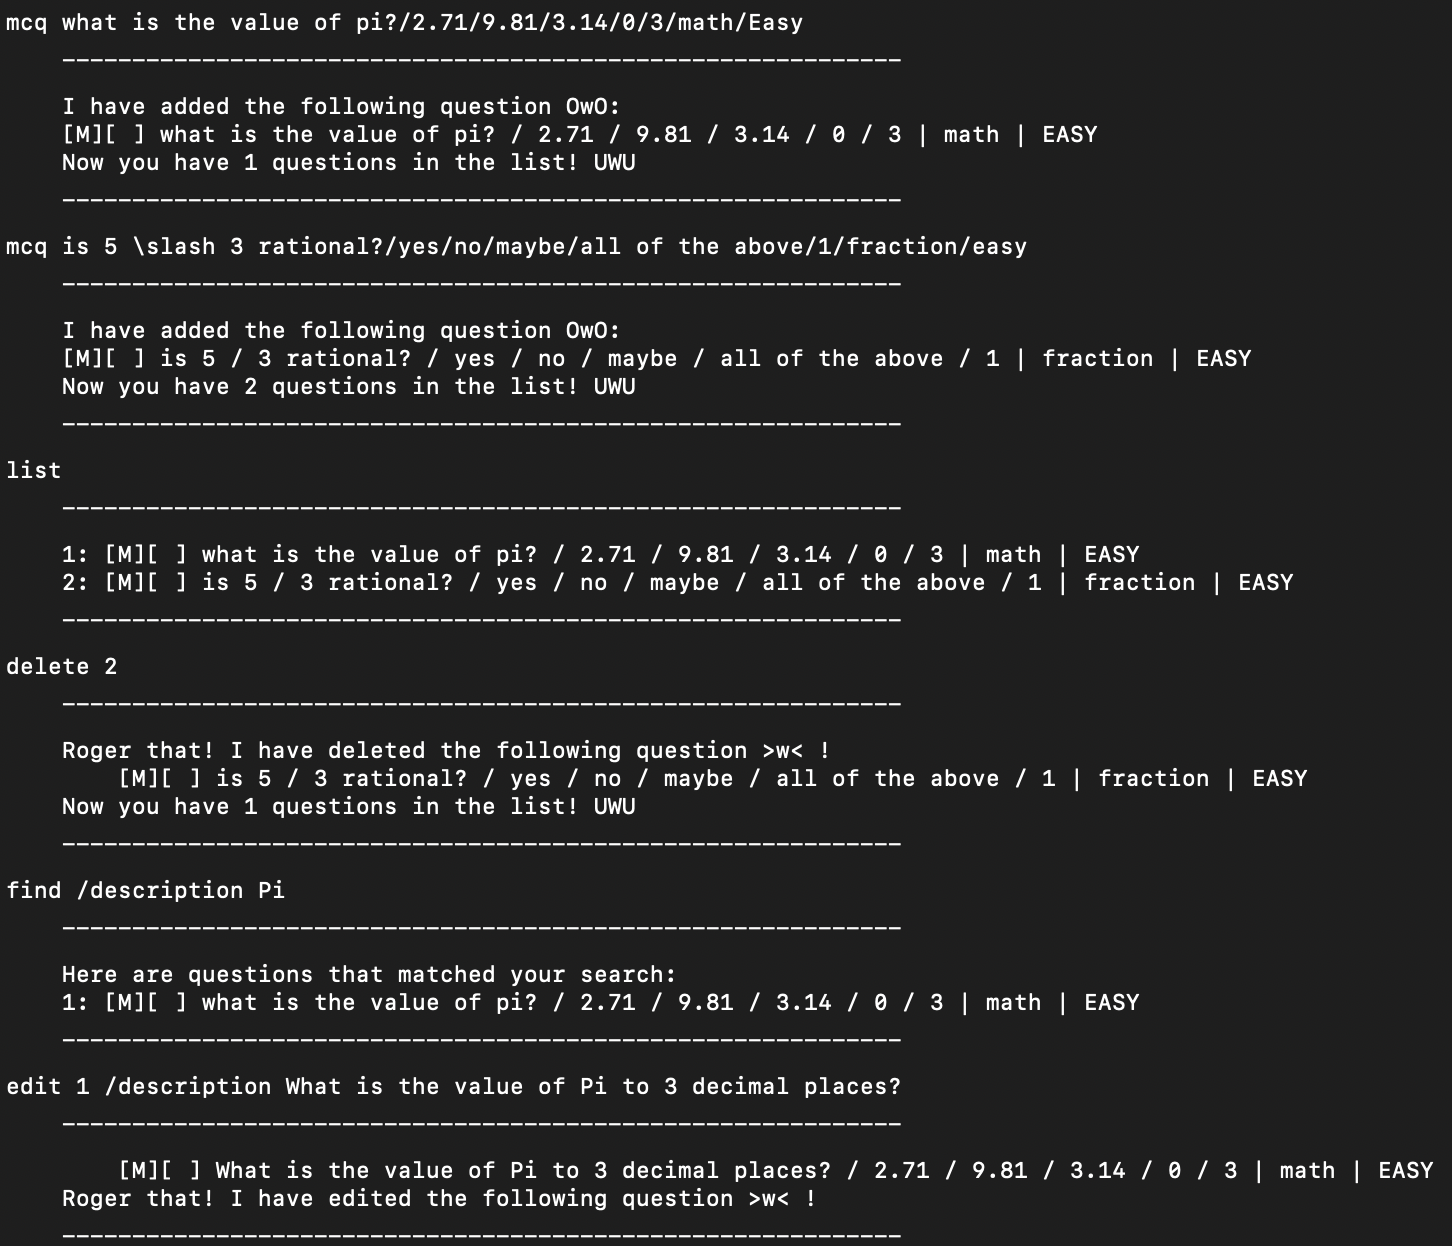 mcq what is the value of pi?/2.71/9.81/3.14/0/3/math/Easy
____________________________________________________________
I have added the following question OwO:
[M][ ] what is the value of pi? / 2.71 / 9.81 / 3.14 / 0 / 3 | math | EASY
Now you have 1 questions in the list! UWU
____________________________________________________________
mcq is 5 \slash 3 rational?/yes/no/maybe/all of the above/1/fraction/easy
____________________________________________________________
I have added the following question OwO:
[M][ ] is 5 / 3 rational? / yes / no / maybe / all of the above / 1 | fraction | EASY
Now you have 2 questions in the list! UWU
____________________________________________________________
list
____________________________________________________________
1: [M][ ] what is the value of pi? / 2.71 / 9.81 / 3.14 / 0 / 3 | math | EASY
2: [M][ ] is 5 / 3 rational? / yes / no / maybe / all of the above / 1 | fraction | EASY
____________________________________________________________
delete 2
____________________________________________________________
Roger that! I have deleted the following question >w< !
[M][ ] is 5 / 3 rational? / yes / no / maybe / all of the above / 1 | fraction | EASY
Now you have 1 questions in the list! UWU
____________________________________________________________
find /description Pi
____________________________________________________________
Here are questions that matched your search:
1: [M][ ] what is the value of pi? / 2.71 / 9.81 / 3.14 / 0 / 3 | math | EASY
____________________________________________________________
edit 1 /description What is the value of Pi to 3 decimal places?
____________________________________________________________
[M][ ] What is the value of Pi to 3 decimal places? / 2.71 / 9.81 / 3.14 / 0 / 3 | math | EASY
Roger that! I have edited the following question >w< !
____________________________________________________________